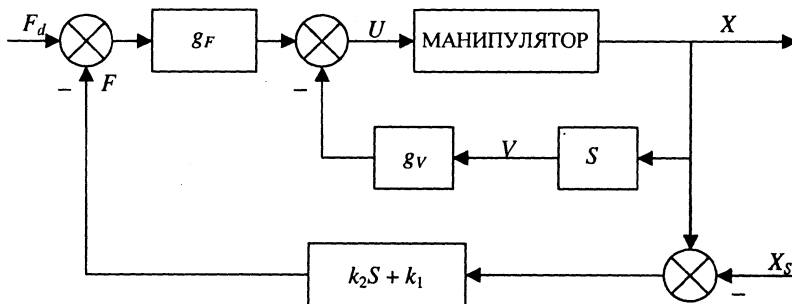 F_d g_F U МАНИПУЛЯТОР X
– F –
g_V V S
k_2S + k_1 X_S
–